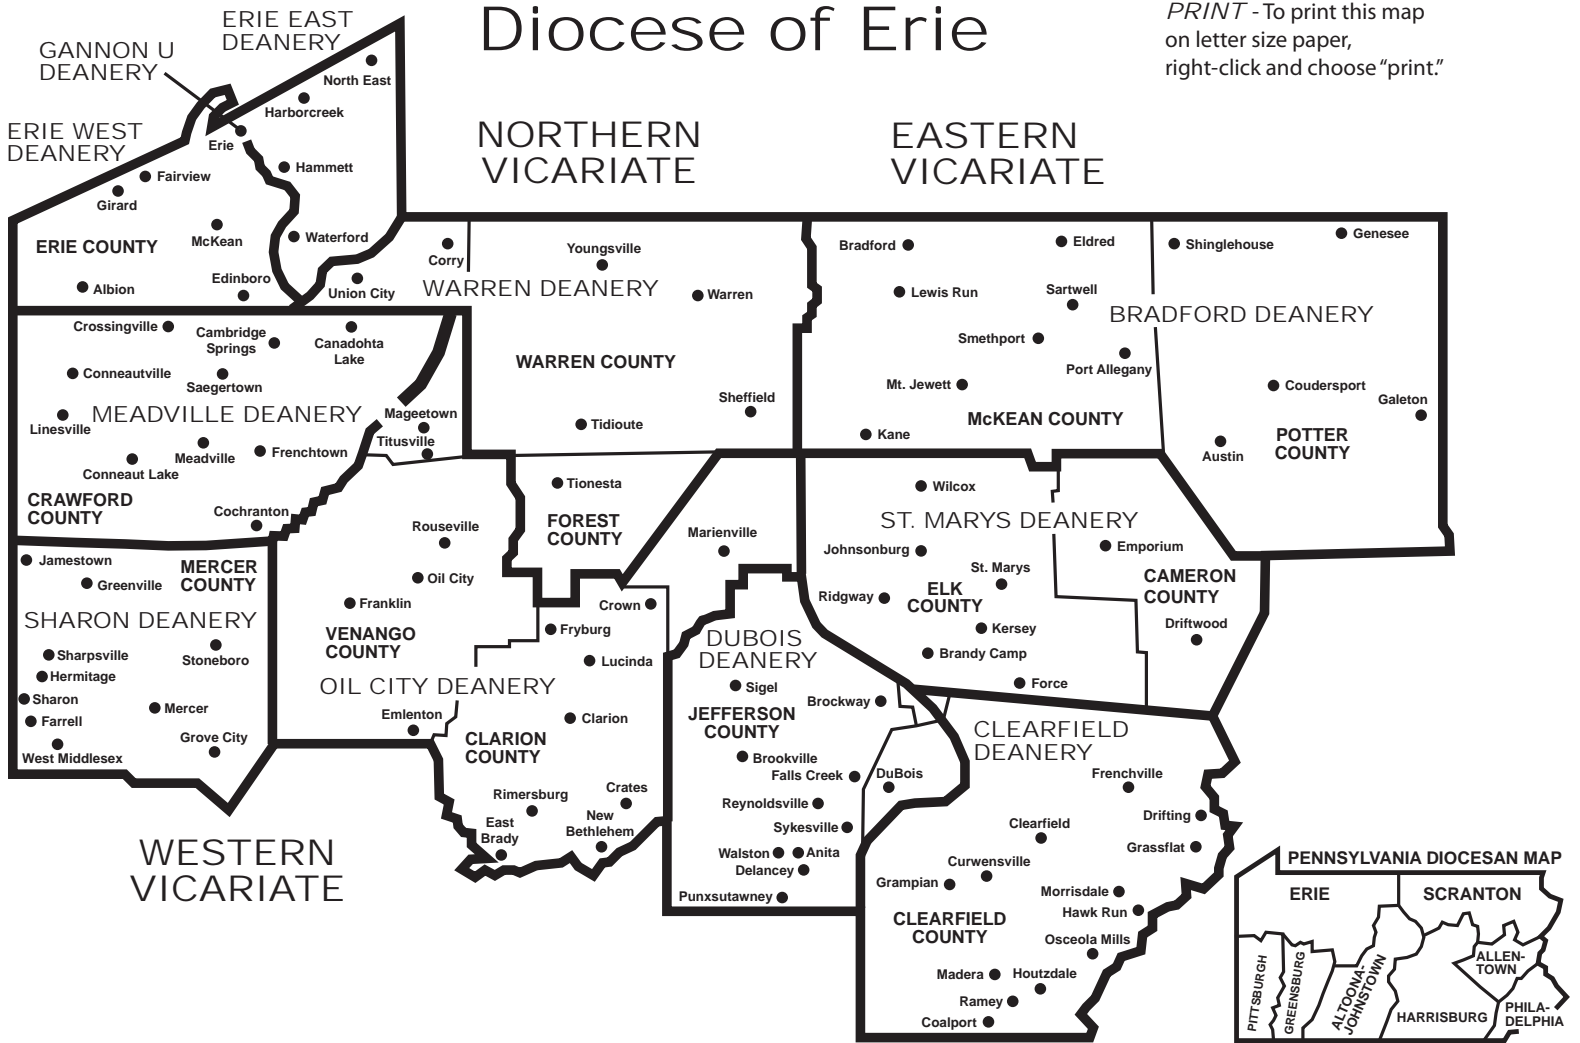 Diocese of Erie
PRINT - To print this map
on letter size paper,
right-click and choose “print.”
ERIE EAST
DEANERY
GANNON U
DEANERY
ERIE WEST
DEANERY
NORTHERN
VICARIATE
EASTERN
VICARIATE
North East
Harborcreek
Erie
Hammett
Fairview
Girard
McKean
Waterford
ERIE COUNTY
Edinboro
Albion
Corry
Union City
Youngsville
WARREN DEANERY
Warren
WARREN COUNTY
Sheffield
Tidioute
Bradford
Eldred
Shinglehouse
Genesee
Lewis Run
Sartwell
BRADFORD DEANERY
Smethport
Port Allegany
Mt. Jewett
Coudersport
Galeton
McKEAN COUNTY
Kane
Austin
POTTER
COUNTY
Crossingville
Cambridge
Springs
Canadohta
Lake
Conneautville
Saegertown
MEADVILLE DEANERY
Mageetown
Linesville
Titusville
Meadville
Frenchtown
Conneaut Lake
CRAWFORD
COUNTY
Cochranton
Tionesta
FOREST
COUNTY
Marienville
Rouseville
Oil City
Franklin
VENANGO
COUNTY
Crown
Fryburg
Lucinda
OIL CITY DEANERY
Emlenton
Clarion
CLARION
COUNTY
Rimersburg
Crates
East
Brady
New
Bethlehem
Jamestown
MERCER
COUNTY
Greenville
SHARON DEANERY
Sharpsville
Stoneboro
Hermitage
Sharon
Mercer
Farrell
Grove City
West Middlesex
WESTERN
VICARIATE
Wilcox
ST. MARYS DEANERY
Johnsonburg
Emporium
St. Marys
ELK
COUNTY
CAMERON
COUNTY
Ridgway
Driftwood
Kersey
Brandy Camp
Force
DUBOIS
DEANERY
Sigel
Brockway
JEFFERSON
COUNTY
Brookville
Falls Creek
DuBois
Reynoldsville
Sykesville
Walston
Anita
Delancey
Punxsutawney
CLEARFIELD
DEANERY
Frenchville
Drifting
Clearfield
Grassflat
Curwensville
Grampian
Morrisdale
Hawk Run
CLEARFIELD
COUNTY
Osceola Mills
Madera
Houtzdale
Ramey
Coalport
PENNSYLVANIA DIOCESAN MAP
ERIE
SCRANTON
PITTSBURGH
GREENSBURG
ALTOONA-
JOHNSTOWN
HARRISBURG
ALLEN-
TOWN
PHILA-
DELPHIA